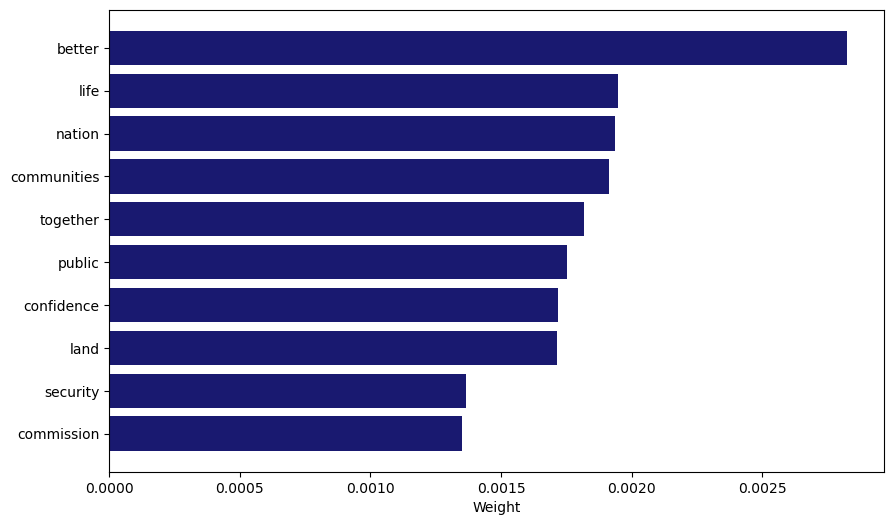 better
life
nation
communities
together
public
confidence
land
security
commission
0.0000 0.0005 0.0010 0.0015 0.0020 0.0025
Weight